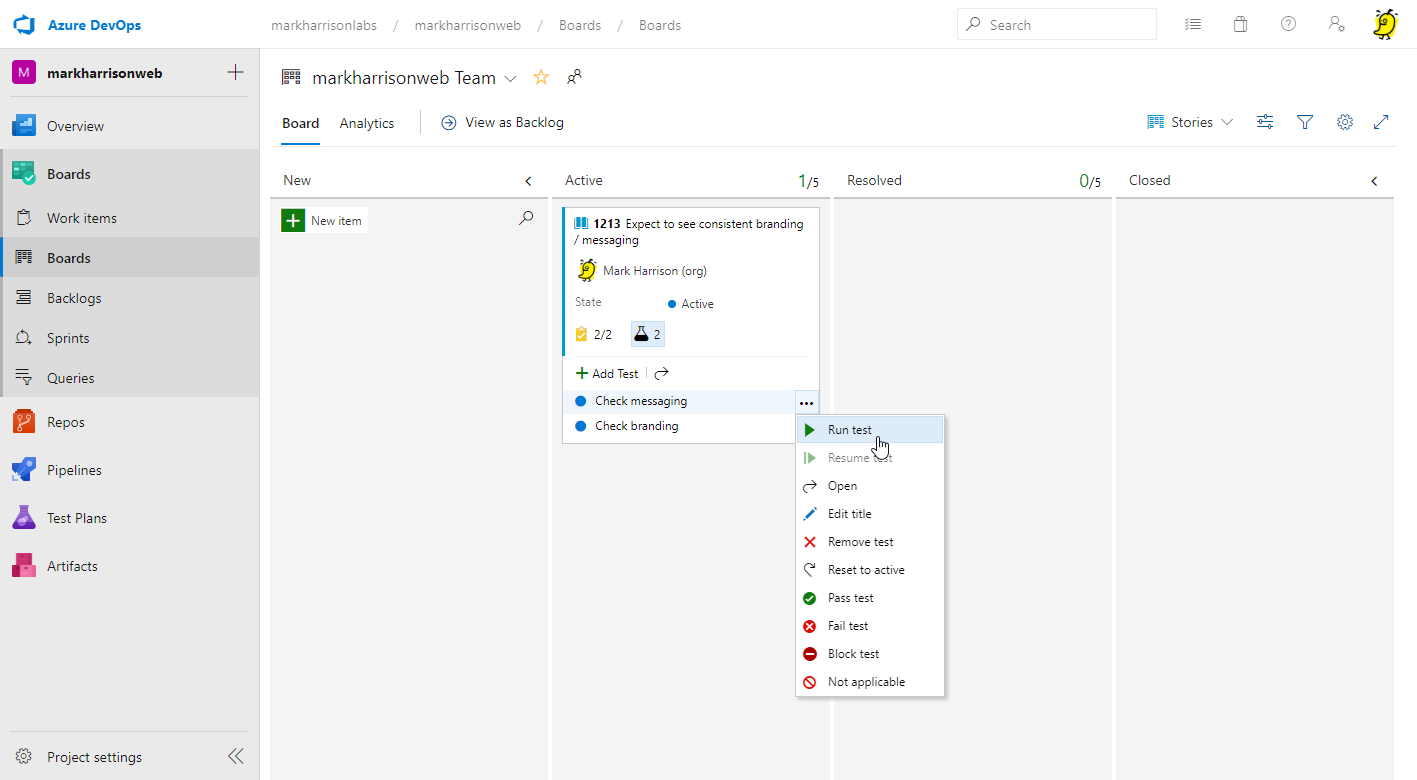 Azure DevOps
markharrisonlabs / markharrisonweb / Boards / Boards
Search
M markharrisonweb
markharrisonweb Team
Overview
Boards
Work items
Boards
Backlogs
Sprints
Queries
Repos
Pipelines
Test Plans
Artifacts
Project settings
Board Analytics View as Backlog
Stories
New
Active 1/5
Resolved 0/5
Closed
New item
1213 Expect to see consistent branding
/ messaging
Mark Harrison (org)
State Active
2/2 2
Add Test
Check messaging
Check branding
Run test
Resume test
Open
Edit title
Remove test
Reset to active
Pass test
Fail test
Block test
Not applicable